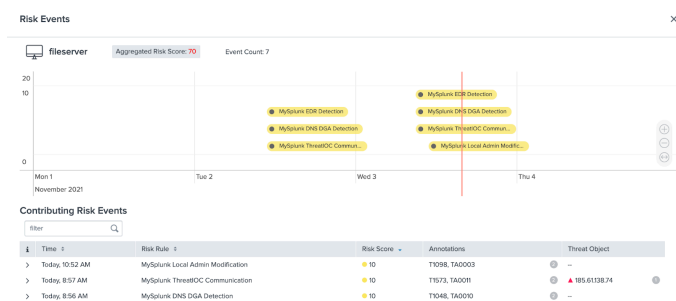 Risk Events
fileserver Aggregated Risk Score: 70 Event Count: 7
20
10
MySplunk EDR Detection
MySplunk EDR Detection MySplunk DNS DGA Detection
MySplunk DNS DGA Detection MySplunk ThreatIOC Commun...
MySplunk ThreatIOC Commun... MySplunk Local Admin Modific...
0
Mon 1 Tue 2 Wed 3 Thu 4
November 2021
Contributing Risk Events
filter
i Time Risk Rule Risk Score Annotations Threat Object
Today, 10:52 AM MySplunk Local Admin Modification 10 T1098, TA0003 2 --
Today, 8:57 AM MySplunk ThreatIOC Communication 10 T1573, TA0011 2 185.61.138.74 1
Today, 8:56 AM MySplunk DNS DGA Detection 10 T1048, TA0010 2 --